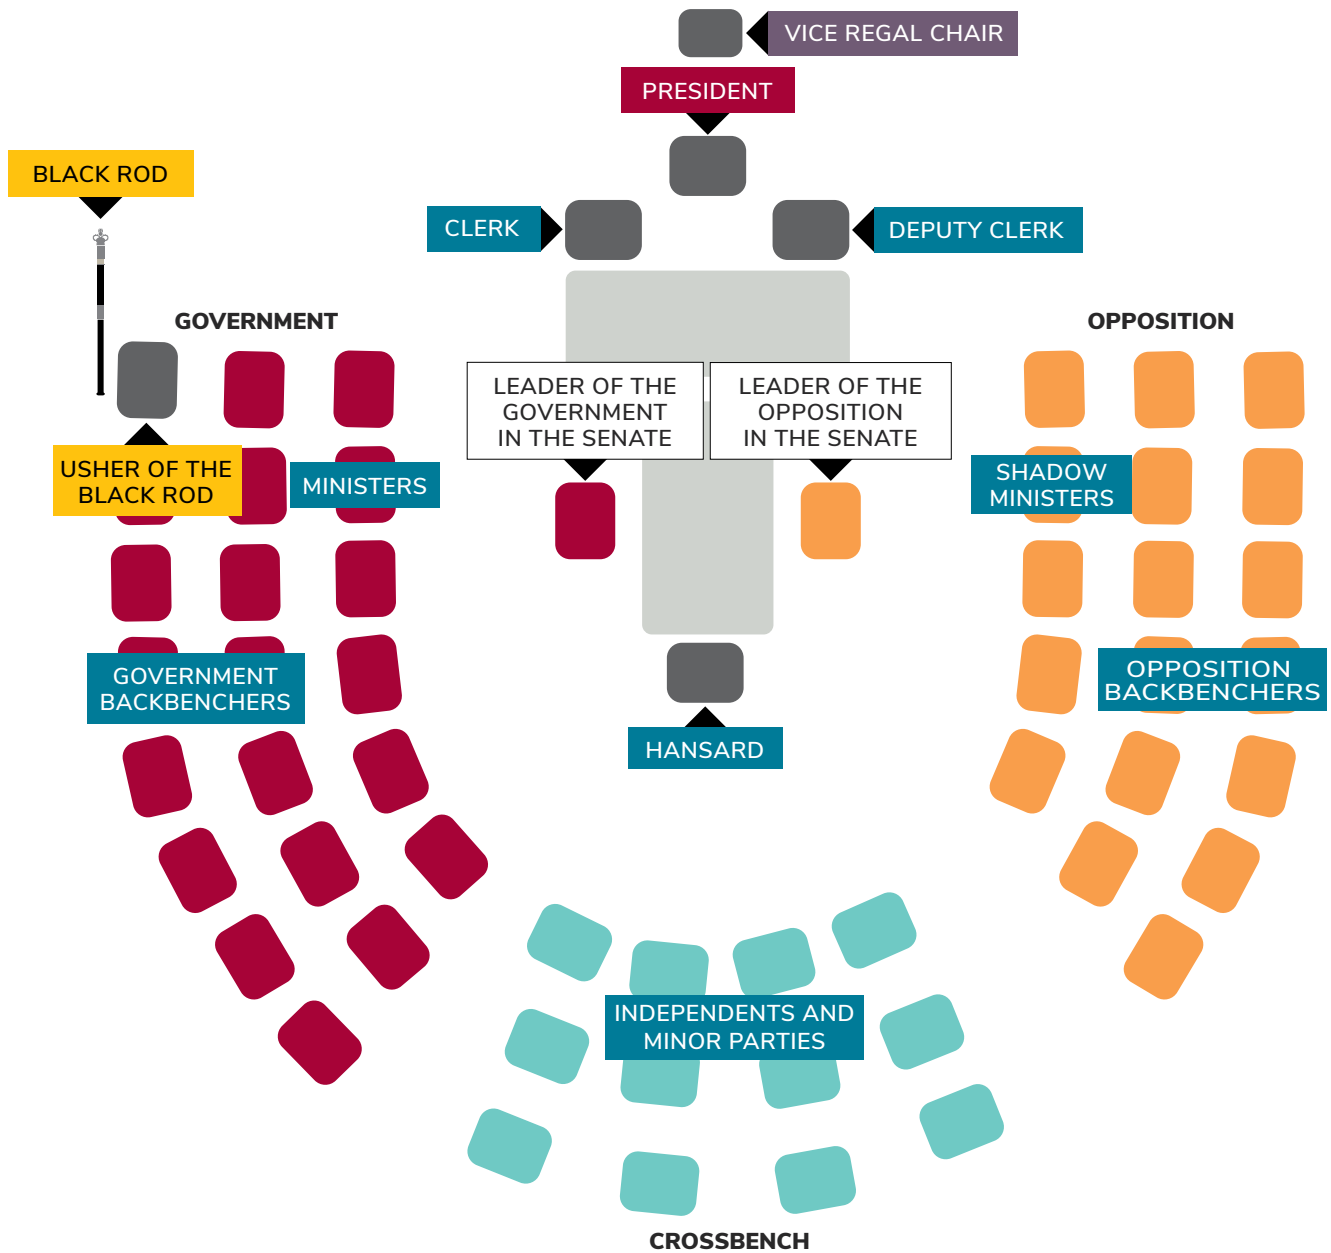 VICE REGAL CHAIR
PRESIDENT
BLACK ROD
CLERK
DEPUTY CLERK
GOVERNMENT
OPPOSITION
LEADER OF THE
GOVERNMENT
IN THE SENATE
LEADER OF THE
OPPOSITION
IN THE SENATE
USHER OF THE
BLACK ROD
MINISTERS
SHADOW
MINISTERS
GOVERNMENT
BACKBENCHERS
OPPOSITION
BACKBENCHERS
HANSARD
INDEPENDENTS AND
MINOR PARTIES
CROSSBENCH